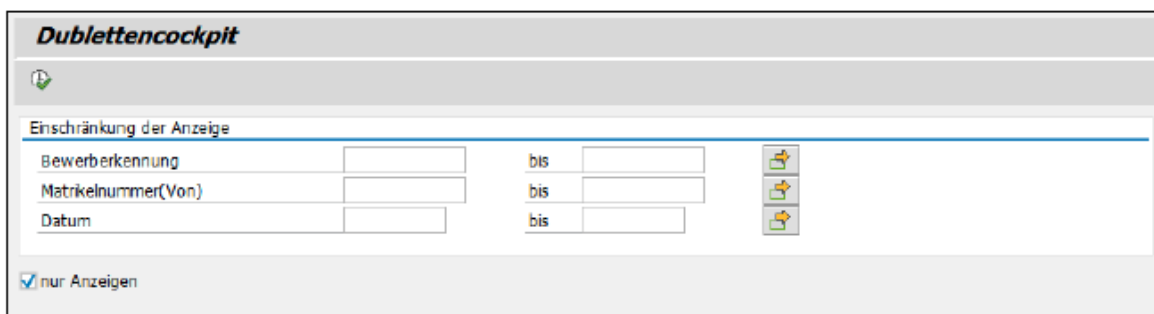 Dublettencockpit
Einschränkung der Anzeige
Bewerberkennung bis
Matrikelnummer(Von) bis
Datum bis
nur Anzeigen